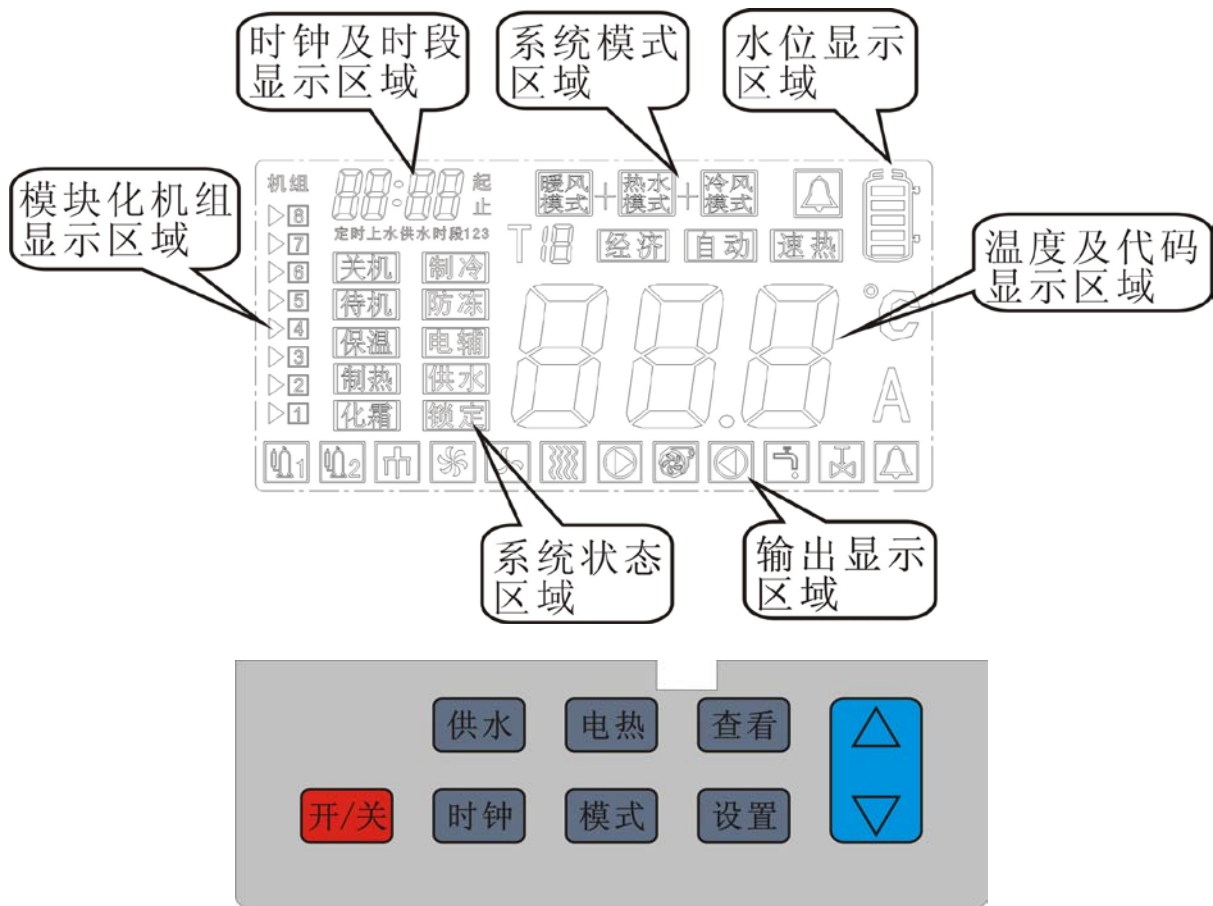 时钟及时段
显示区域
系统模式
区域
水位显示
区域
模块化机组
显示区域
机组
88:88
起
止
定时上水供水时段123
暖风
模式
+
热水
模式
+
冷风
模式
T18
经济
自动
速热
8
7
6
5
4
3
2
1
关机
制冷
待机
防冻
保温
电辅
制热
供水
化霜
锁定
88.8
°C
A
温度及代码
显示区域
1
2
系统状态
区域
输出显示
区域
供水
电热
查看
开/关
时钟
模式
设置